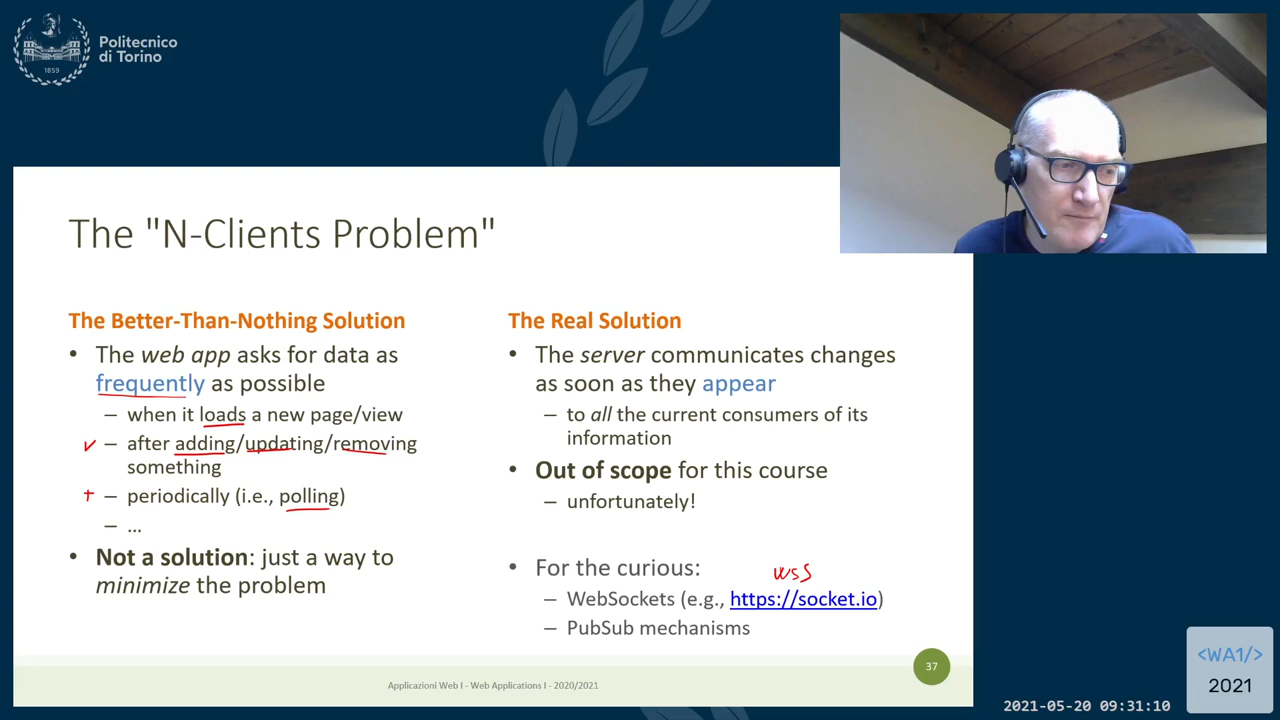 Politecnico
di Torino
1859
The "N-Clients Problem"
The Better-Than-Nothing Solution
• The web app asks for data as
frequently as possible
– when it loads a new page/view
– after adding/updating/removing
something
– periodically (i.e., polling)
– ...
• Not a solution: just a way to
minimize the problem
The Real Solution
• The server communicates changes
as soon as they appear
– to all the current consumers of its
information
• Out of scope for this course
– unfortunately!
• For the curious:
wss
– WebSockets (e.g., https://socket.io)
– PubSub mechanisms
37
Applicazioni Web I - Web Applications I - 2020/2021
<WA1/>
2021
2021-05-20 09:31:10